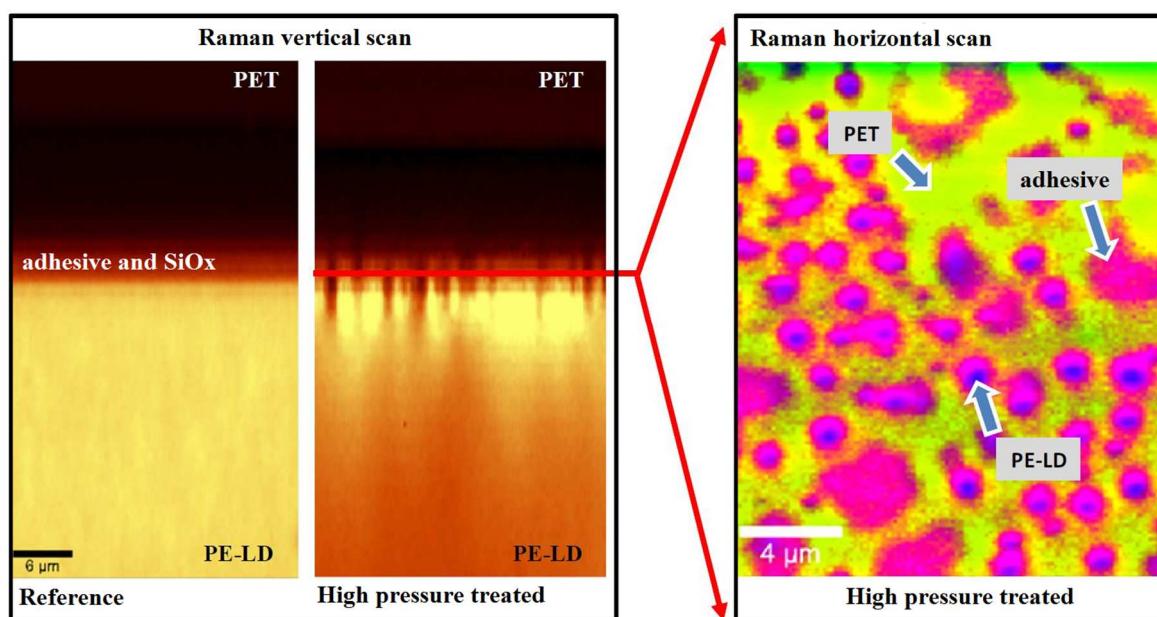 Raman vertical scan
PET
PET
adhesive and SiOx
6 µm
PE-LD
PE-LD
Reference
High pressure treated
Raman horizontal scan
PET
adhesive
PE-LD
4 µm
High pressure treated